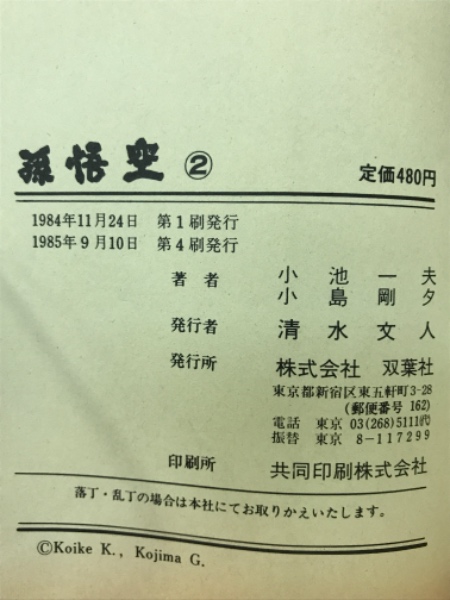 孫悟空 ② 定価480円
1984年11月24日 第1刷発行
1985年9月10日 第4刷発行
著者 小池一夫
小島剛夕
発行者 清水文人
発行所 株式会社 双葉社
東京都新宿区東五軒町3-28
(郵便番号 162)
電話 東京 03(268)5111(代)
振替 東京 8-117299
印刷所 共同印刷株式会社
落丁・乱丁の場合は本社にてお取りかえいたします。
©Koike K., Kojima G.